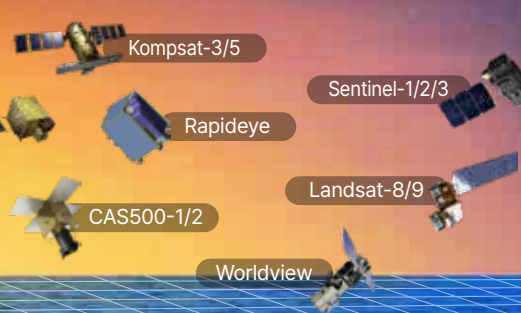 Kompsat-3/5
Sentinel-1/2/3
Rapideye
Landsat-8/9
CAS500-1/2
Worldview